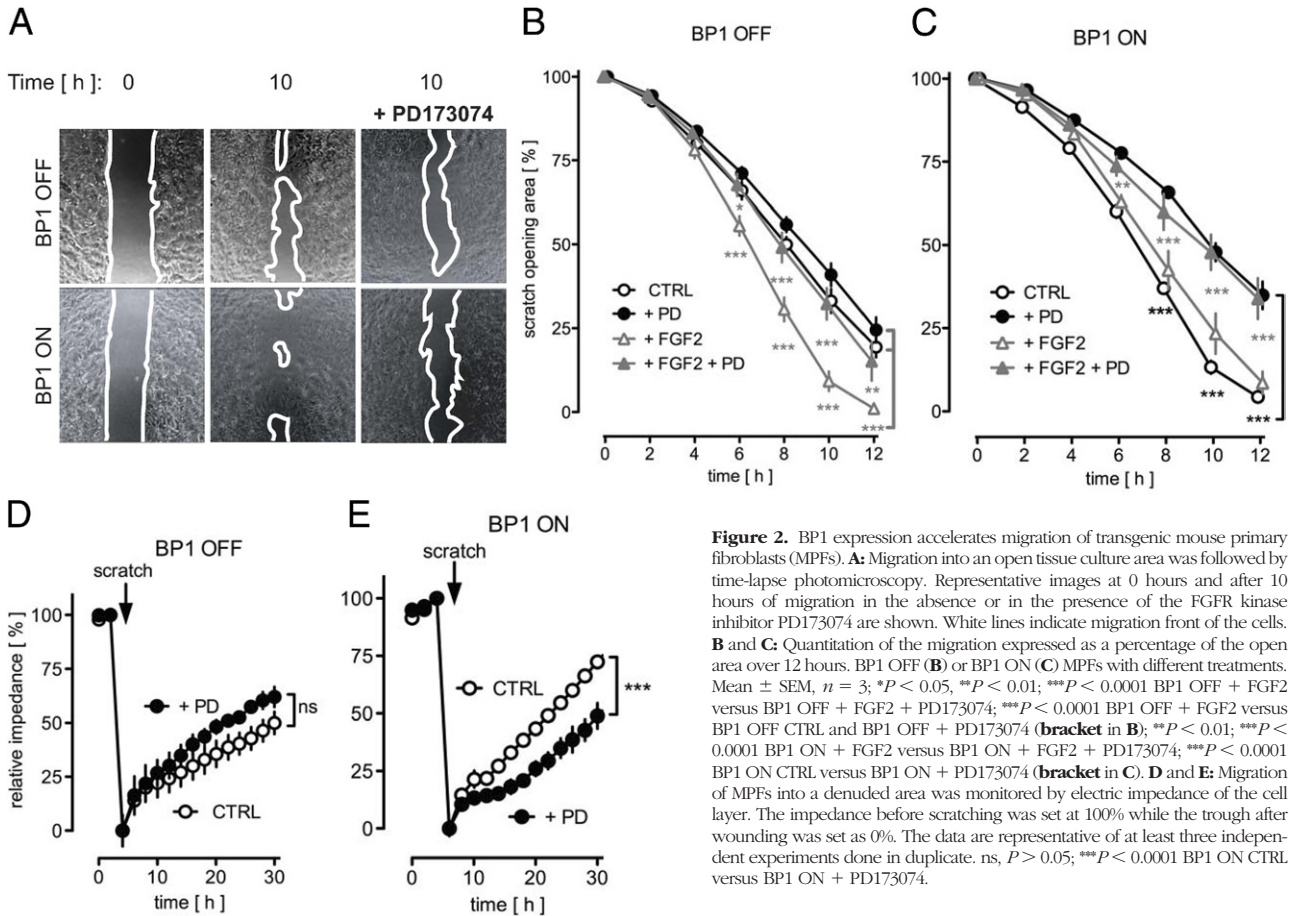 A
Time [ h ]: 0 10 10
+ PD173074
BP1 OFF
BP1 ON
B
BP1 OFF
scratch opening area [ % ]
100
75
50
25
0
CTRL
+ PD
+ FGF2
+ FGF2 + PD
*
***
***
***
***
***
**
***
0 2 4 6 8 10 12
time [ h ]
C
BP1 ON
100
75
50
25
0
CTRL
+ PD
+ FGF2
+ FGF2 + PD
**
***
***
***
***
***
***
0 2 4 6 8 10 12
time [ h ]
D
BP1 OFF
scratch
relative impedance [ % ]
100
75
50
25
0
+ PD
ns
CTRL
0 10 20 30
time [ h ]
E
BP1 ON
scratch
100
75
50
25
0
CTRL
***
+ PD
0 10 20 30
time [ h ]
Figure 2. BP1 expression accelerates migration of transgenic mouse primary
fibroblasts (MPFs). A: Migration into an open tissue culture area was followed by
time-lapse photomicroscopy. Representative images at 0 hours and after 10
hours of migration in the absence or in the presence of the FGFR kinase
inhibitor PD173074 are shown. White lines indicate migration front of the cells.
B and C: Quantitation of the migration expressed as a percentage of the open
area over 12 hours. BP1 OFF (B) or BP1 ON (C) MPFs with different treatments.
Mean ± SEM, n = 3; *P < 0.05, **P < 0.01; ***P < 0.0001 BP1 OFF + FGF2
versus BP1 OFF + FGF2 + PD173074; ***P < 0.0001 BP1 OFF + FGF2 versus
BP1 OFF CTRL and BP1 OFF + PD173074 (bracket in B); **P < 0.01; ***P <
0.0001 BP1 ON + FGF2 versus BP1 ON + FGF2 + PD173074; ***P < 0.0001
BP1 ON CTRL versus BP1 ON + PD173074 (bracket in C). D and E: Migration
of MPFs into a denuded area was monitored by electric impedance of the cell
layer. The impedance before scratching was set at 100% while the trough after
wounding was set as 0%. The data are representative of at least three indepen-
dent experiments done in duplicate. ns, P > 0.05; ***P < 0.0001 BP1 ON CTRL
versus BP1 ON + PD173074.